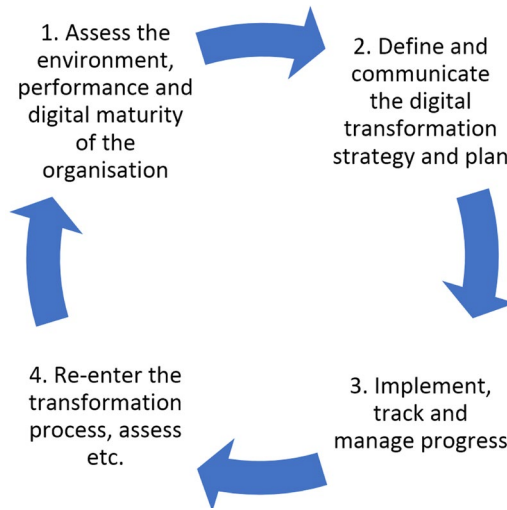 1. Assess the
environment,
performance and
digital maturity
of the
organisation
2. Define and
communicate
the digital
transformation
strategy and plan
3. Implement,
track and
manage progress
4. Re-enter the
transformation
process, assess
etc.